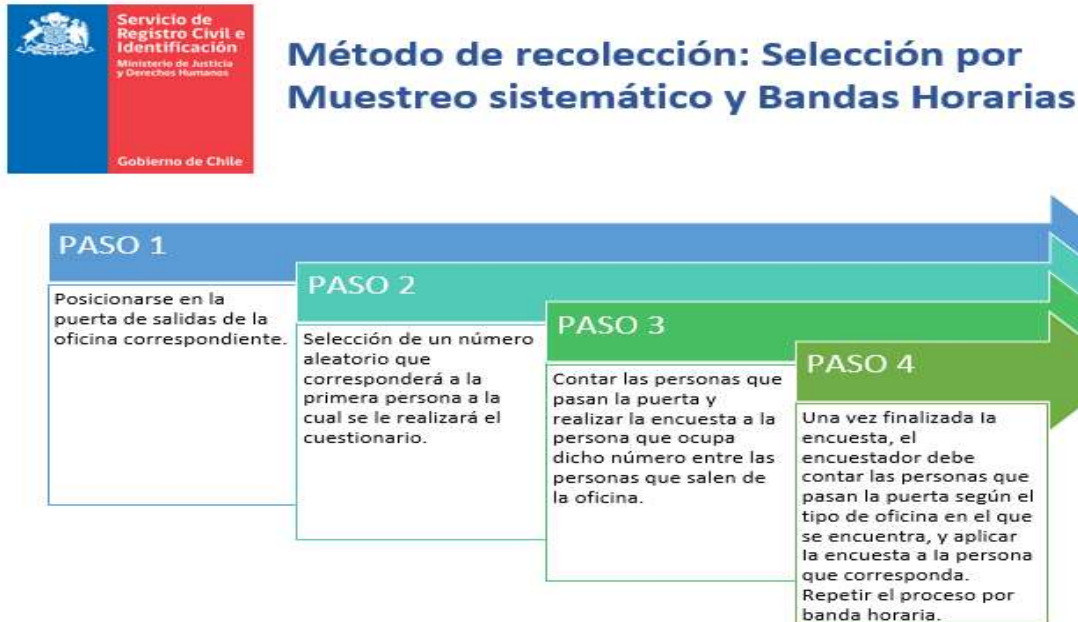 Servicio de
Registro Civil e
Identificación
Ministerio de Justicia
y Derechos Humanos
Gobierno de Chile
Método de recolección: Selección por
Muestreo sistemático y Bandas Horarias
PASO 1
Posicionarse en la
puerta de salidas de la
oficina correspondiente.
PASO 2
Selección de un número
aleatorio que
corresponderá a la
primera persona a la
cual se le realizará el
cuestionario.
PASO 3
Contar las personas que
pasan la puerta y
realizar la encuesta a la
persona que ocupa
dicho número entre las
personas que salen de
la oficina.
PASO 4
Una vez finalizada la
encuesta, el
encuestador debe
contar las personas que
pasan la puerta según el
tipo de oficina en el que
se encuentra, y aplicar
la encuesta a la persona
que corresponda.
Repetir el proceso por
banda horaria.